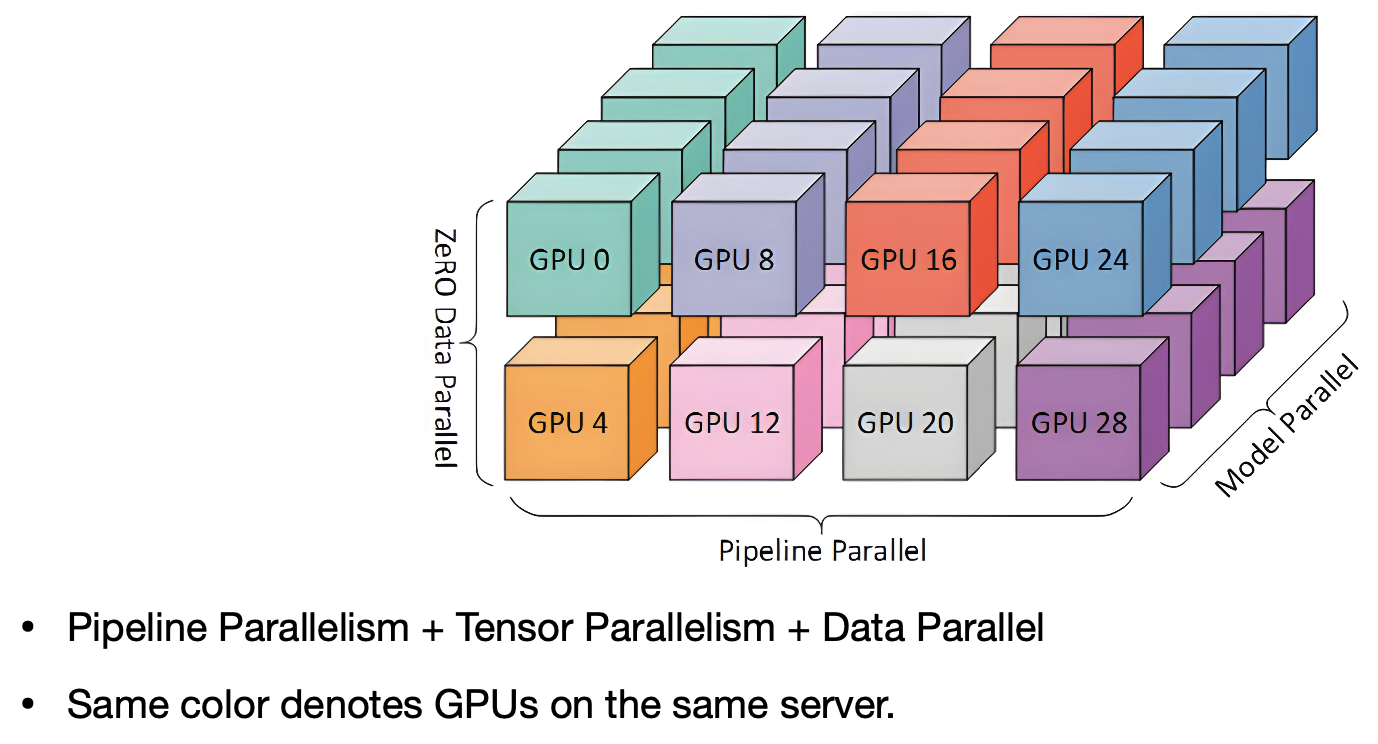 GPU 0
GPU 8
GPU 16
GPU 24
ZeRO Data Parallel
GPU 4
GPU 12
GPU 20
GPU 28
Model Parallel
Pipeline Parallel
• Pipeline Parallelism + Tensor Parallelism + Data Parallel
• Same color denotes GPUs on the same server.